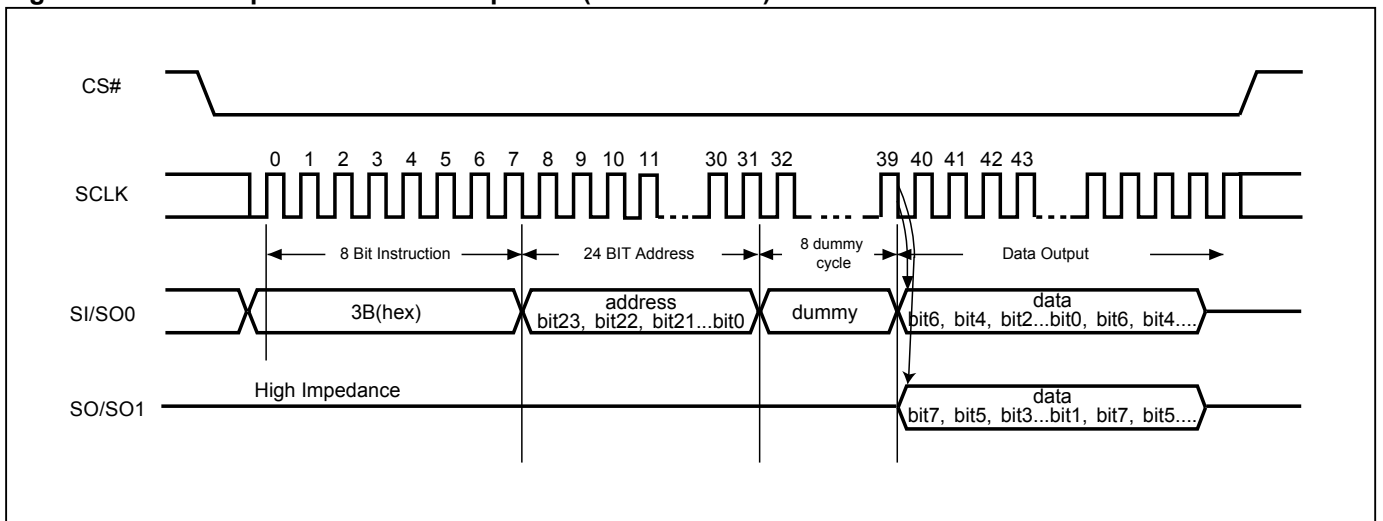 CS#
0 1 2 3 4 5 6 7 8 9 10 11 30 31 32 39 40 41 42 43
SCLK
8 Bit Instruction 24 BIT Address 8 dummy cycle Data Output
SI/SO0
3B(hex)
address
bit23, bit22, bit21...bit0
dummy
data
bit6, bit4, bit2...bit0, bit6, bit4....
High Impedance
SO/SO1
data
bit7, bit5, bit3...bit1, bit7, bit5....